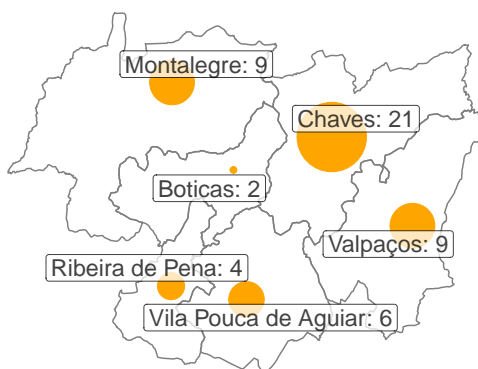 Montalegre: 9
Chaves: 21
Boticas: 2
Valpaços: 9
Ribeira de Pena: 4
Vila Pouca de Aguiar: 6